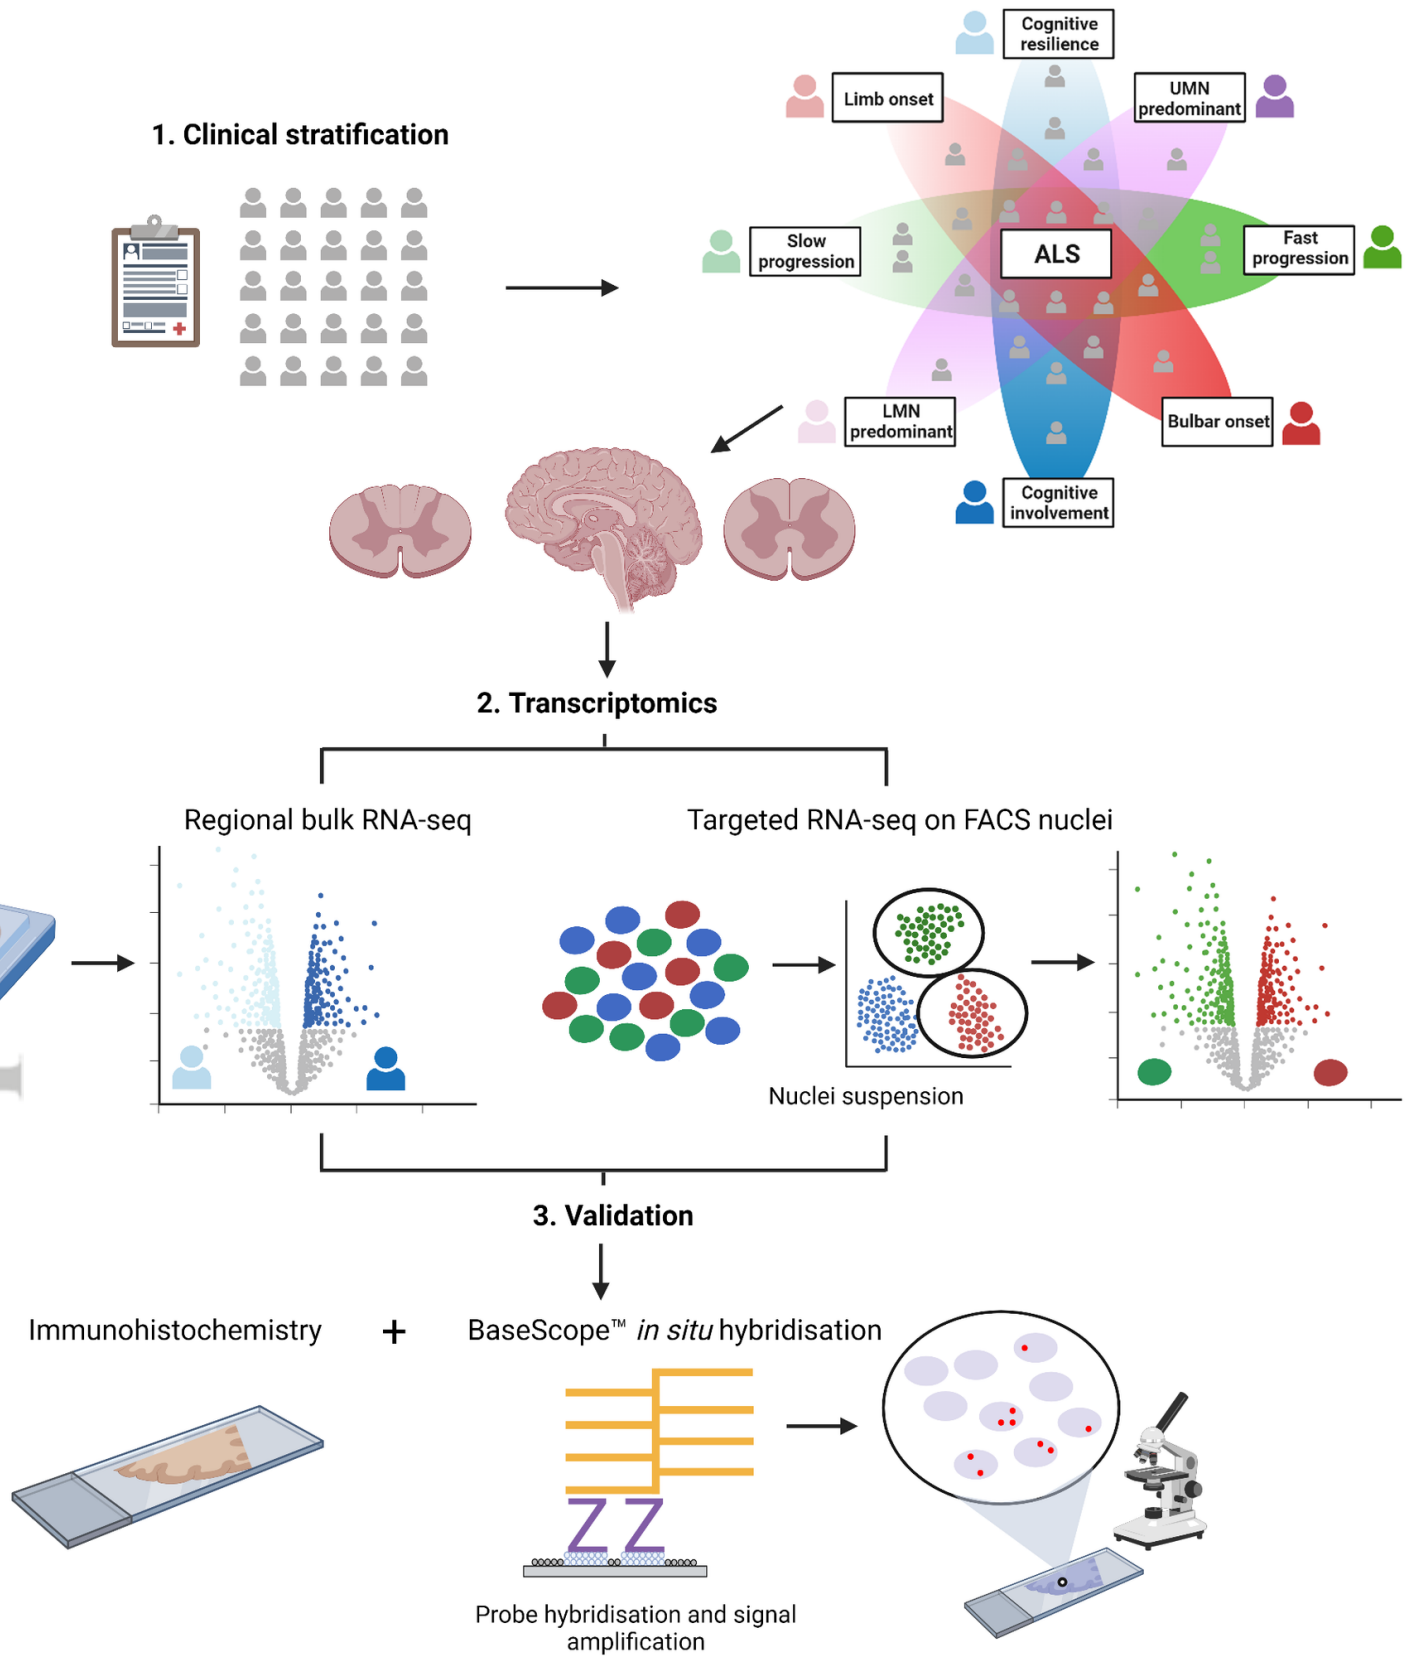 Cognitive
resilience
Limb onset
UMN
predominant
1. Clinical stratification
Slow
progression
ALS
Fast
progression
LMN
predominant
Bulbar onset
Cognitive
involvement
2. Transcriptomics
Regional bulk RNA-seq
Targeted RNA-seq on FACS nuclei
Nuclei suspension
3. Validation
Immunohistochemistry
+
BaseScope™ in situ hybridisation
Probe hybridisation and signal
amplification